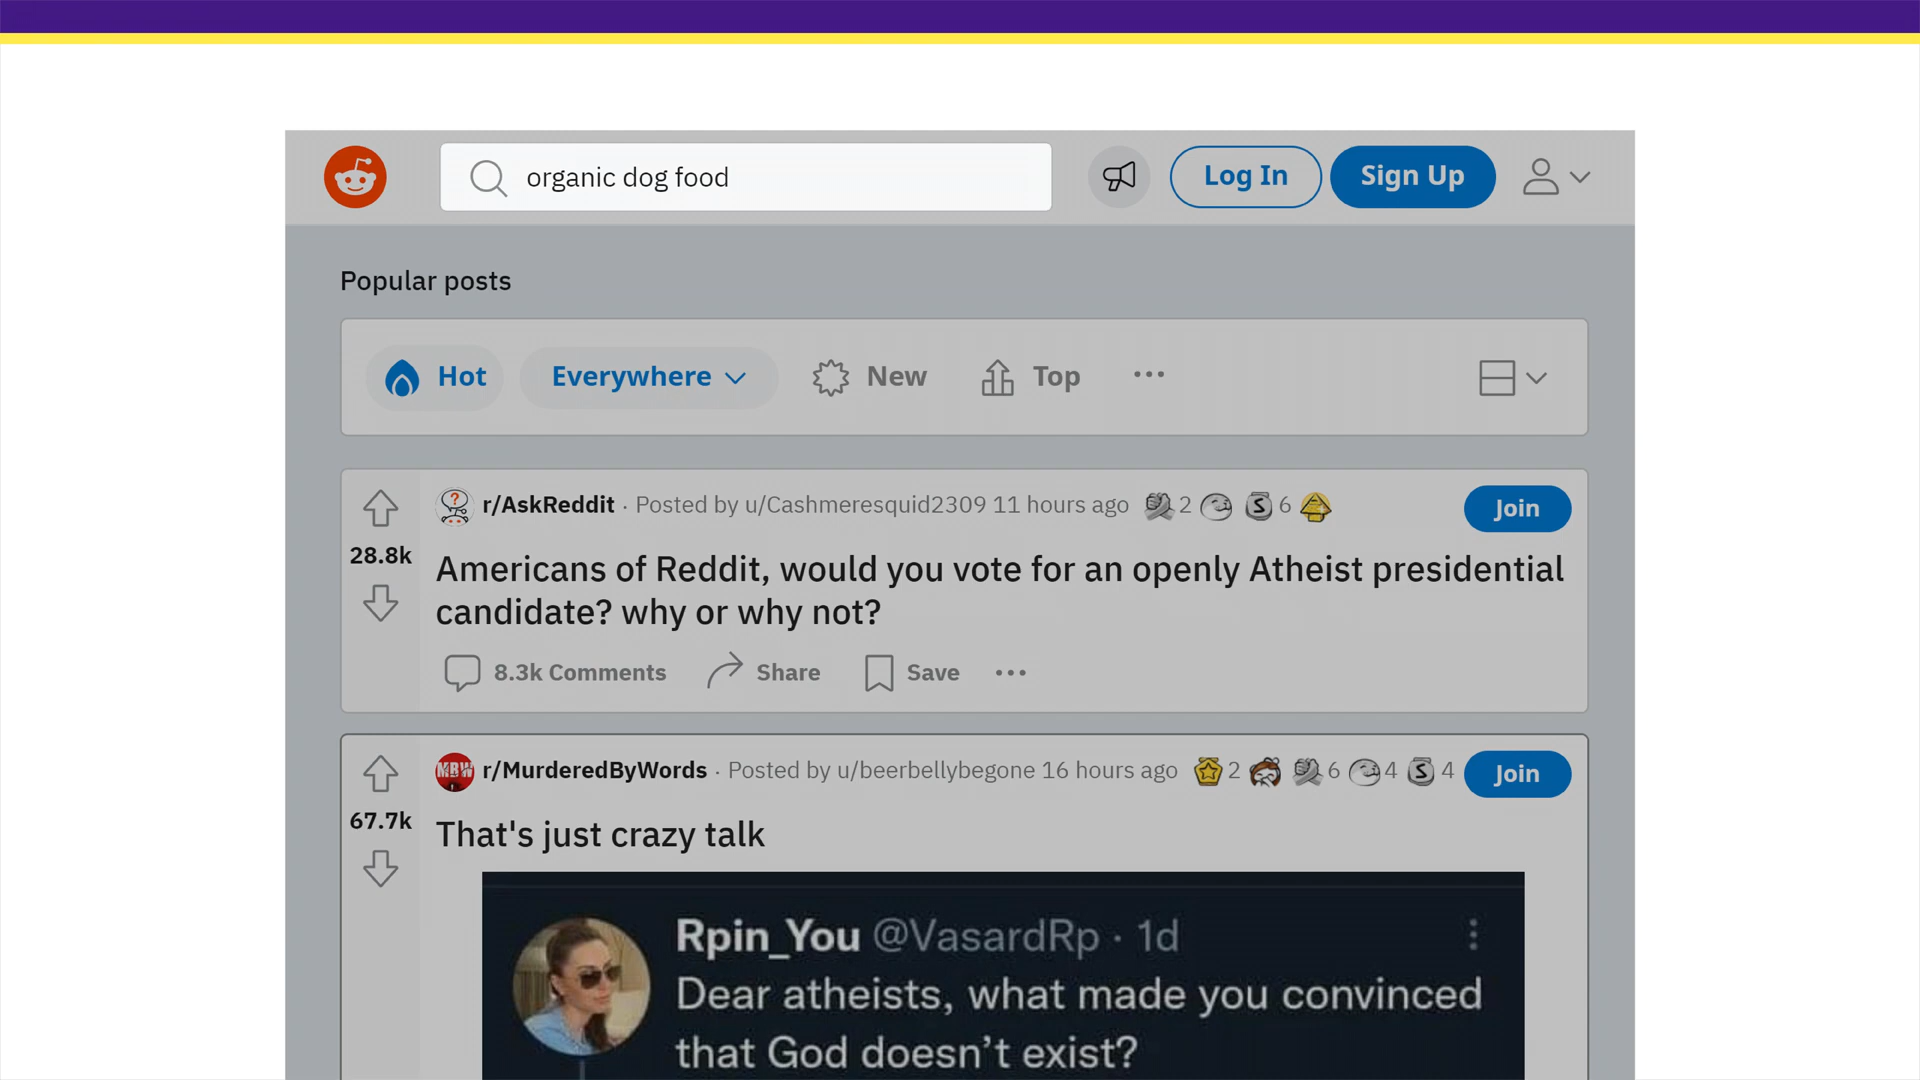 organic dog food
Log In
Sign Up
Popular posts
Hot
Everywhere
New
Top
r/AskReddit · Posted by u/Cashmeresquid2309 11 hours ago
2
6
Join
28.8k
Americans of Reddit, would you vote for an openly Atheist presidential
candidate? why or why not?
8.3k Comments
Share
Save
r/MurderedByWords · Posted by u/beerbellybegone 16 hours ago
2
6
4
4
Join
67.7k
That's just crazy talk
Rpin_You @VasardRp · 1d
Dear atheists, what made you convinced
that God doesn’t exist?